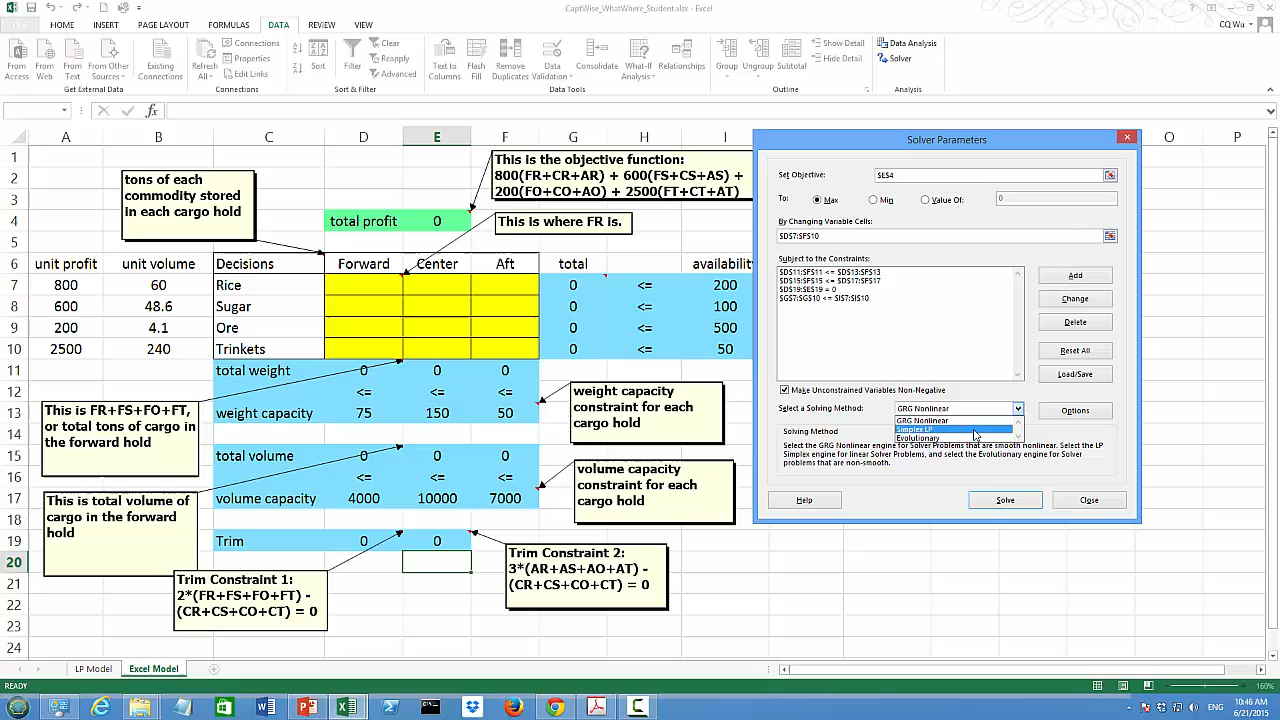 CaptWise_WhatWhere_Student.xlsx - Excel
FILE HOME INSERT PAGE LAYOUT FORMULAS DATA REVIEW VIEW CQ Wu
From Access
From Web
From Text
From Other Sources
Existing Connections
Refresh All
Connections
Properties
Edit Links
Sort
Filter
Clear
Reapply
Advanced
Text to Columns
Flash Fill
Remove Duplicates
Data Validation
Consolidate
What-If Analysis
Relationships
Group
Ungroup
Subtotal
Show Detail
Hide Detail
Data Analysis
Solver
Get External Data Connections Sort & Filter Data Tools Outline Analysis
fx
A B C D E F G H I O P
1
2
3
4 total profit 0
5
6 unit profit unit volume Decisions Forward Center Aft total availability
7 800 60 Rice 0 <= 200
8 600 48.6 Sugar 0 <= 100
9 200 4.1 Ore 0 <= 500
10 2500 240 Trinkets 0 <= 50
11 total weight 0 0 0
12 <= <= <=
13 weight capacity 75 150 50
14
15 total volume 0 0 0
16 <= <= <=
17 volume capacity 4000 10000 7000
18
19 Trim 0 0
20
21
22
23
24
tons of each
commodity stored
in each cargo hold
This is the objective function:
800(FR+CR+AR) + 600(FS+CS+AS) +
200(FO+CO+AO) + 2500(FT+CT+AT)
This is where FR is.
This is FR+FS+FO+FT,
or total tons of cargo in
the forward hold
weight capacity
constraint for each
cargo hold
This is total volume of
cargo in the forward
hold
volume capacity
constraint for each
cargo hold
Trim Constraint 1:
2*(FR+FS+FO+FT) -
(CR+CS+CO+CT) = 0
Trim Constraint 2:
3*(AR+AS+AO+AT) -
(CR+CS+CO+CT) = 0
Solver Parameters
Set Objective: $E$4
To: Max Min Value Of: 0
By Changing Variable Cells:
$D$7:$F$10
Subject to the Constraints:
$D$11:$F$11 <= $D$13:$F$13
$D$15:$F$15 <= $D$17:$F$17
$D$19:$E$19 = 0
$G$7:$G$10 <= $I$7:$I$10
Add
Change
Delete
Reset All
Load/Save
Make Unconstrained Variables Non-Negative
Select a Solving Method: GRG Nonlinear
Options
GRG Nonlinear
Simplex LP
Evolutionary
Solving Method
Select the GRG Nonlinear engine for Solver Problems that are smooth nonlinear. Select the LP
Simplex engine for linear Solver Problems, and select the Evolutionary engine for Solver
problems that are non-smooth.
Help Solve Close
LP Model Excel Model
READY 160%
ENG 10:46 AM
6/21/2015